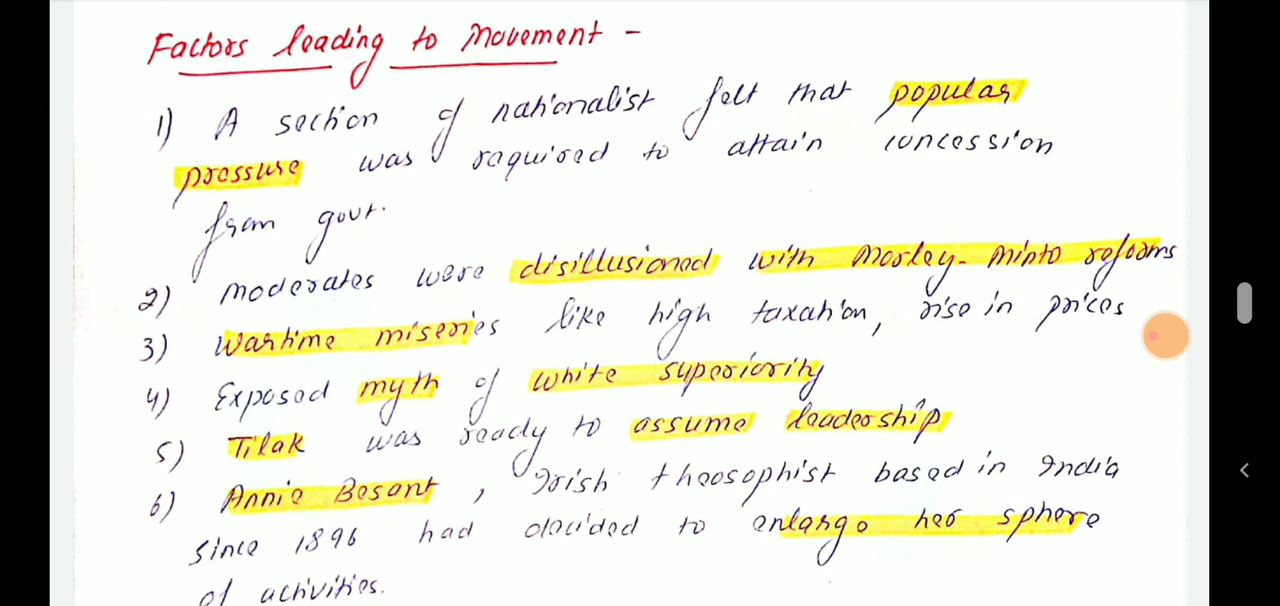 Factors leading to Movement -
1) A section of nationalist felt that popular
pressure was required to attain concession
from govt.
2) Moderates were disillusioned with Morley-Minto reforms
3) Wartime miseries like high taxation, rise in prices
4) Exposed myth of white superiority
5) Tilak was ready to assume leadership
6) Annie Besant, Irish theosophist based in India
since 1896 had decided to enlarge her sphere
of activities.